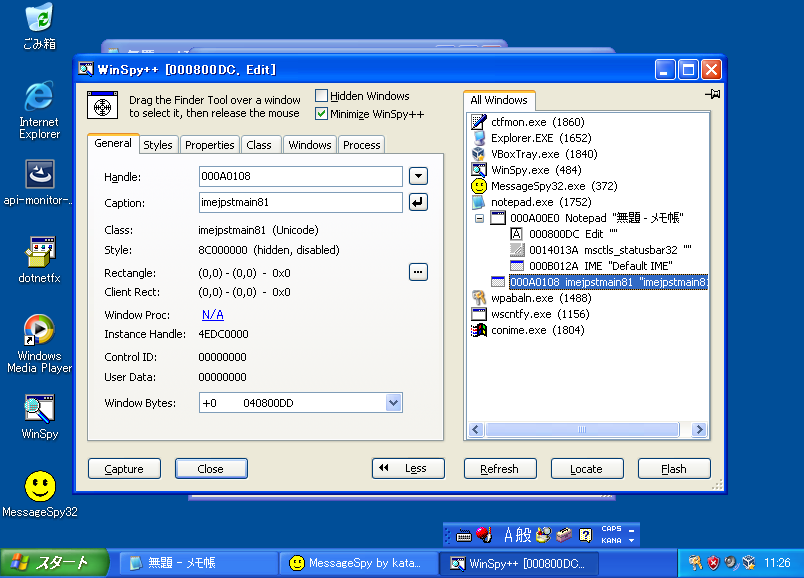 ごみ箱
Internet
Explorer
api-monitor-...
dotnetfx
Windows
Media Player
WinSpy
MessageSpy32
WinSpy++ [000800DC, Edit]
Drag the Finder Tool over a window
to select it, then release the mouse
Hidden Windows
Minimize WinSpy++
General Styles Properties Class Windows Process
Handle: 000A0108
Caption: imejpstmain81
Class: imejpstmain81 (Unicode)
Style: 8C000000 (hidden, disabled)
Rectangle: (0,0) - (0,0) - 0x0
...
Client Rect: (0,0) - (0,0) - 0x0
Window Proc: N/A
Instance Handle: 4EDC0000
Control ID: 00000000
User Data: 00000000
Window Bytes: +0 040800DD
Capture Close Less
All Windows
ctfmon.exe (1860)
Explorer.EXE (1652)
VBoxTray.exe (1840)
WinSpy.exe (484)
MessageSpy32.exe (372)
notepad.exe (1752)
000A00E0 Notepad "無題 - メモ帳"
000800DC Edit ""
0014013A msctls_statusbar32 ""
000B012A IME "Default IME"
000A0108 imejpstmain81 "imejpstmain81
wpabaln.exe (1488)
wscntfy.exe (1156)
conime.exe (1804)
Refresh Locate Flash
A 般 CAPS
KANA
スタート 無題 - メモ帳 MessageSpy by kata... WinSpy++ [000800DC... 11:26